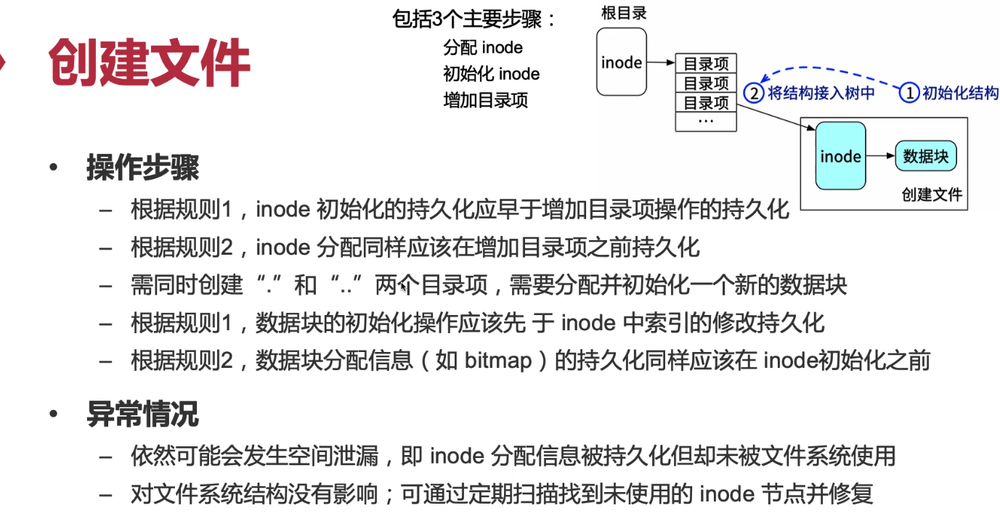 创建文件
包括3个主要步骤：
分配 inode
初始化 inode
增加目录项
根目录
inode
目录项
目录项
目录项
…
② 将结构接入树中
① 初始化结构
inode
数据块
创建文件
• 操作步骤
– 根据规则1，inode 初始化的持久化应早于增加目录项操作的持久化
– 根据规则2，inode 分配同样应该在增加目录项之前持久化
– 需同时创建“.”和“..”两个目录项，需要分配并初始化一个新的数据块
– 根据规则1，数据块的初始化操作应该先 于 inode 中索引的修改持久化
– 根据规则2，数据块分配信息（如 bitmap）的持久化同样应该在 inode初始化之前
• 异常情况
– 依然可能会发生空间泄漏，即 inode 分配信息被持久化但却未被文件系统使用
– 对文件系统结构没有影响；可通过定期扫描找到未使用的 inode 节点并修复